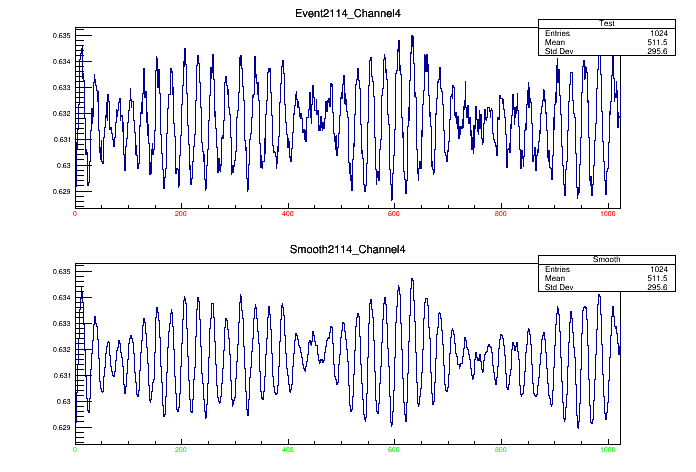 Event2114_Channel4
Test
Entries 1024
Mean 511.5
Std Dev 295.6
0.635
0.634
0.633
0.632
0.631
0.63
0.629
0 200 400 600 800 1000
Smooth2114_Channel4
Smooth
Entries 1024
Mean 511.5
Std Dev 295.6
0.635
0.634
0.633
0.632
0.631
0.63
0.629
0 200 400 600 800 1000